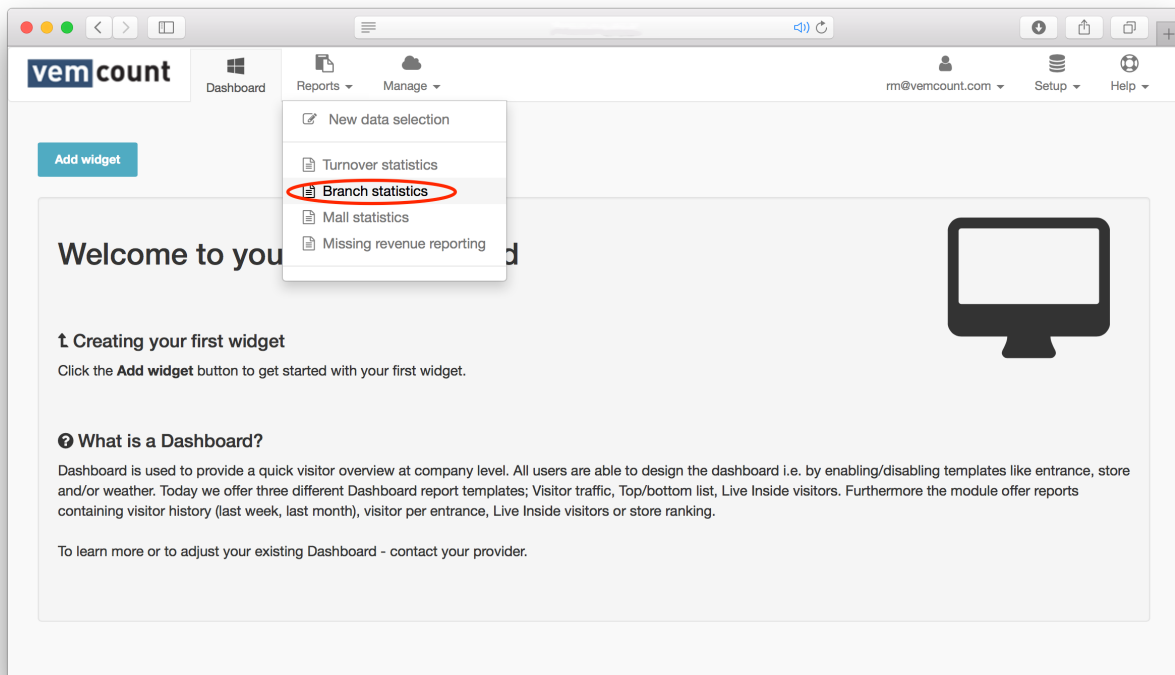 vemcount
Dashboard
Reports
Manage
rm@vemcount.com
Setup
Help
New data selection
Turnover statistics
Branch statistics
Mall statistics
Missing revenue reporting
Add widget
Welcome to you d
Creating your first widget
Click the Add widget button to get started with your first widget.
What is a Dashboard?
Dashboard is used to provide a quick visitor overview at company level. All users are able to design the dashboard i.e. by enabling/disabling templates like entrance, store
and/or weather. Today we offer three different Dashboard report templates; Visitor traffic, Top/bottom list, Live Inside visitors. Furthermore the module offer reports
containing visitor history (last week, last month), visitor per entrance, Live Inside visitors or store ranking.
To learn more or to adjust your existing Dashboard - contact your provider.